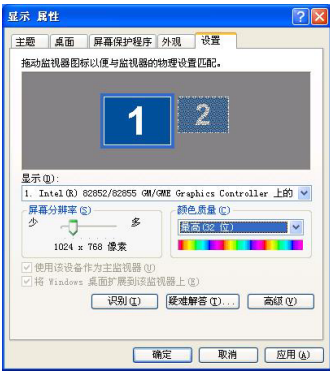 显示 属性
主题 桌面 屏幕保护程序 外观 设置
拖动监视器图标以便与监视器的物理设置匹配。
1 2
显示(D):
1. Intel(R) 82852/82855 GM/GME Graphics Controller 上的
屏幕分辨率(S) 颜色质量(C)
少 多 最高(32 位)
1024 x 768 像素
使用该设备作为主监视器(U)
将 Windows 桌面扩展到该监视器上(E)
识别(I) 疑难解答(T)... 高级(V)
确定 取消 应用(A)